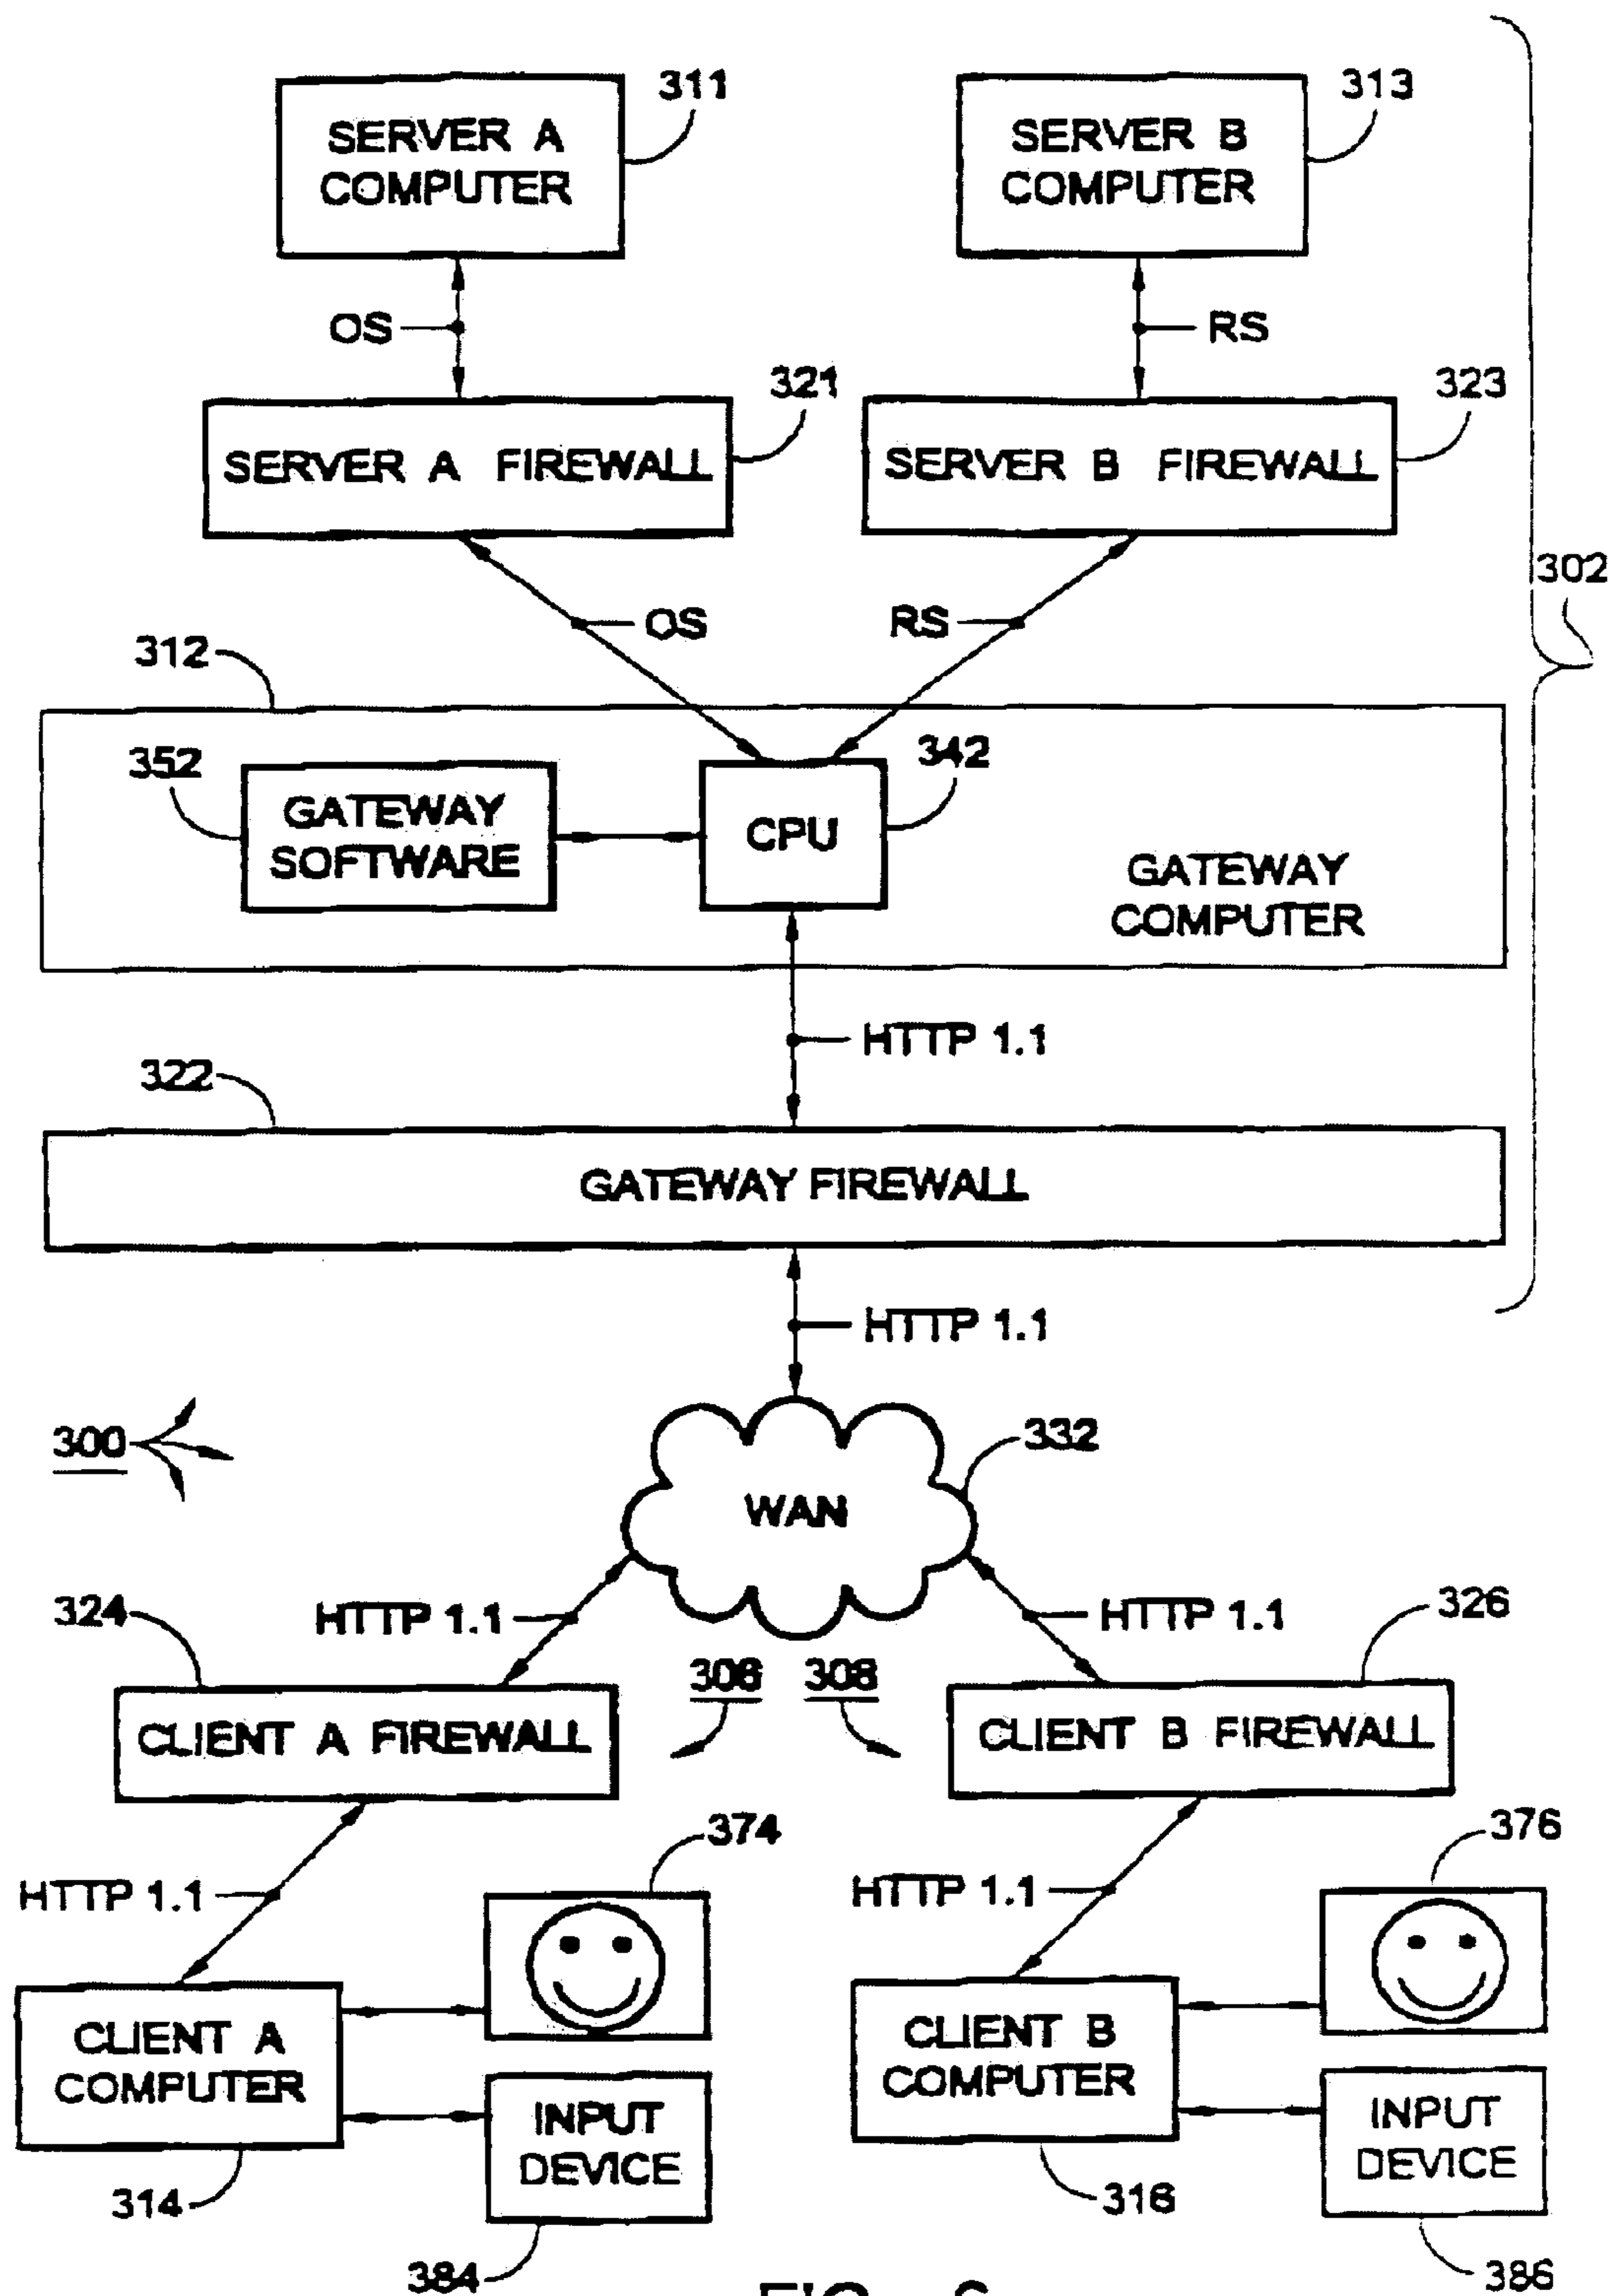 311
313
SERVER A
COMPUTER
SERVER B
COMPUTER
OS
RS
321
323
SERVER A FIREWALL
SERVER B FIREWALL
302
OS
RS
312
352
342
GATEWAY
SOFTWARE
CPU
GATEWAY
COMPUTER
HTTP 1.1
322
GATEWAY FIREWALL
HTTP 1.1
300
332
WAN
324
HTTP 1.1
HTTP 1.1
326
306
308
CLIENT A FIREWALL
CLIENT B FIREWALL
374
376
HTTP 1.1
HTTP 1.1
CLIENT A
COMPUTER
CLIENT B
COMPUTER
INPUT
DEVICE
INPUT
DEVICE
314
316
384
386